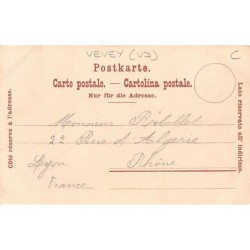 VEVEY (VD)
C
Postkarte.
Carte postale. — Cartolina postale.
Nur für die Adresse.
Côté réservé à l'adresse.
Lato riservato all' indirizzo.
Monsieur
22 Rue d'Algérie
Lyon Rhône
France